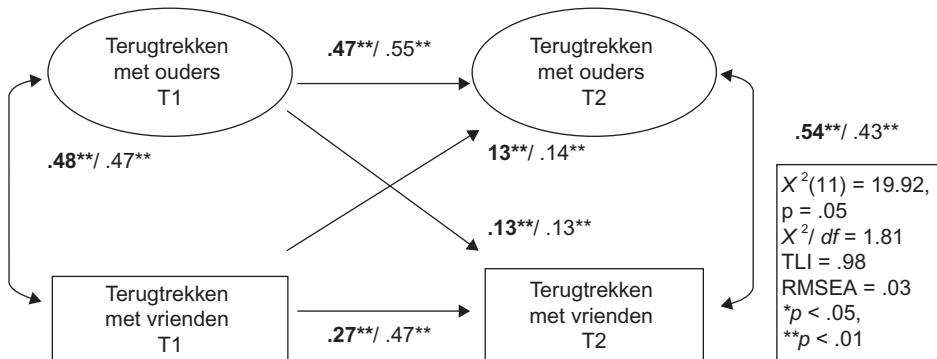 Terugtrekken
met ouders
T1
.47**/ .55**
Terugtrekken
met ouders
T2
.48**/ .47**
13**/ .14**
.54**/ .43**
.13**/ .13**
X 2(11) = 19.92,
p = .05
X 2/ df = 1.81
TLI = .98
RMSEA = .03
*p < .05,
**p < .01
Terugtrekken
met vrienden
T1
.27**/ .47**
Terugtrekken
met vrienden
T2